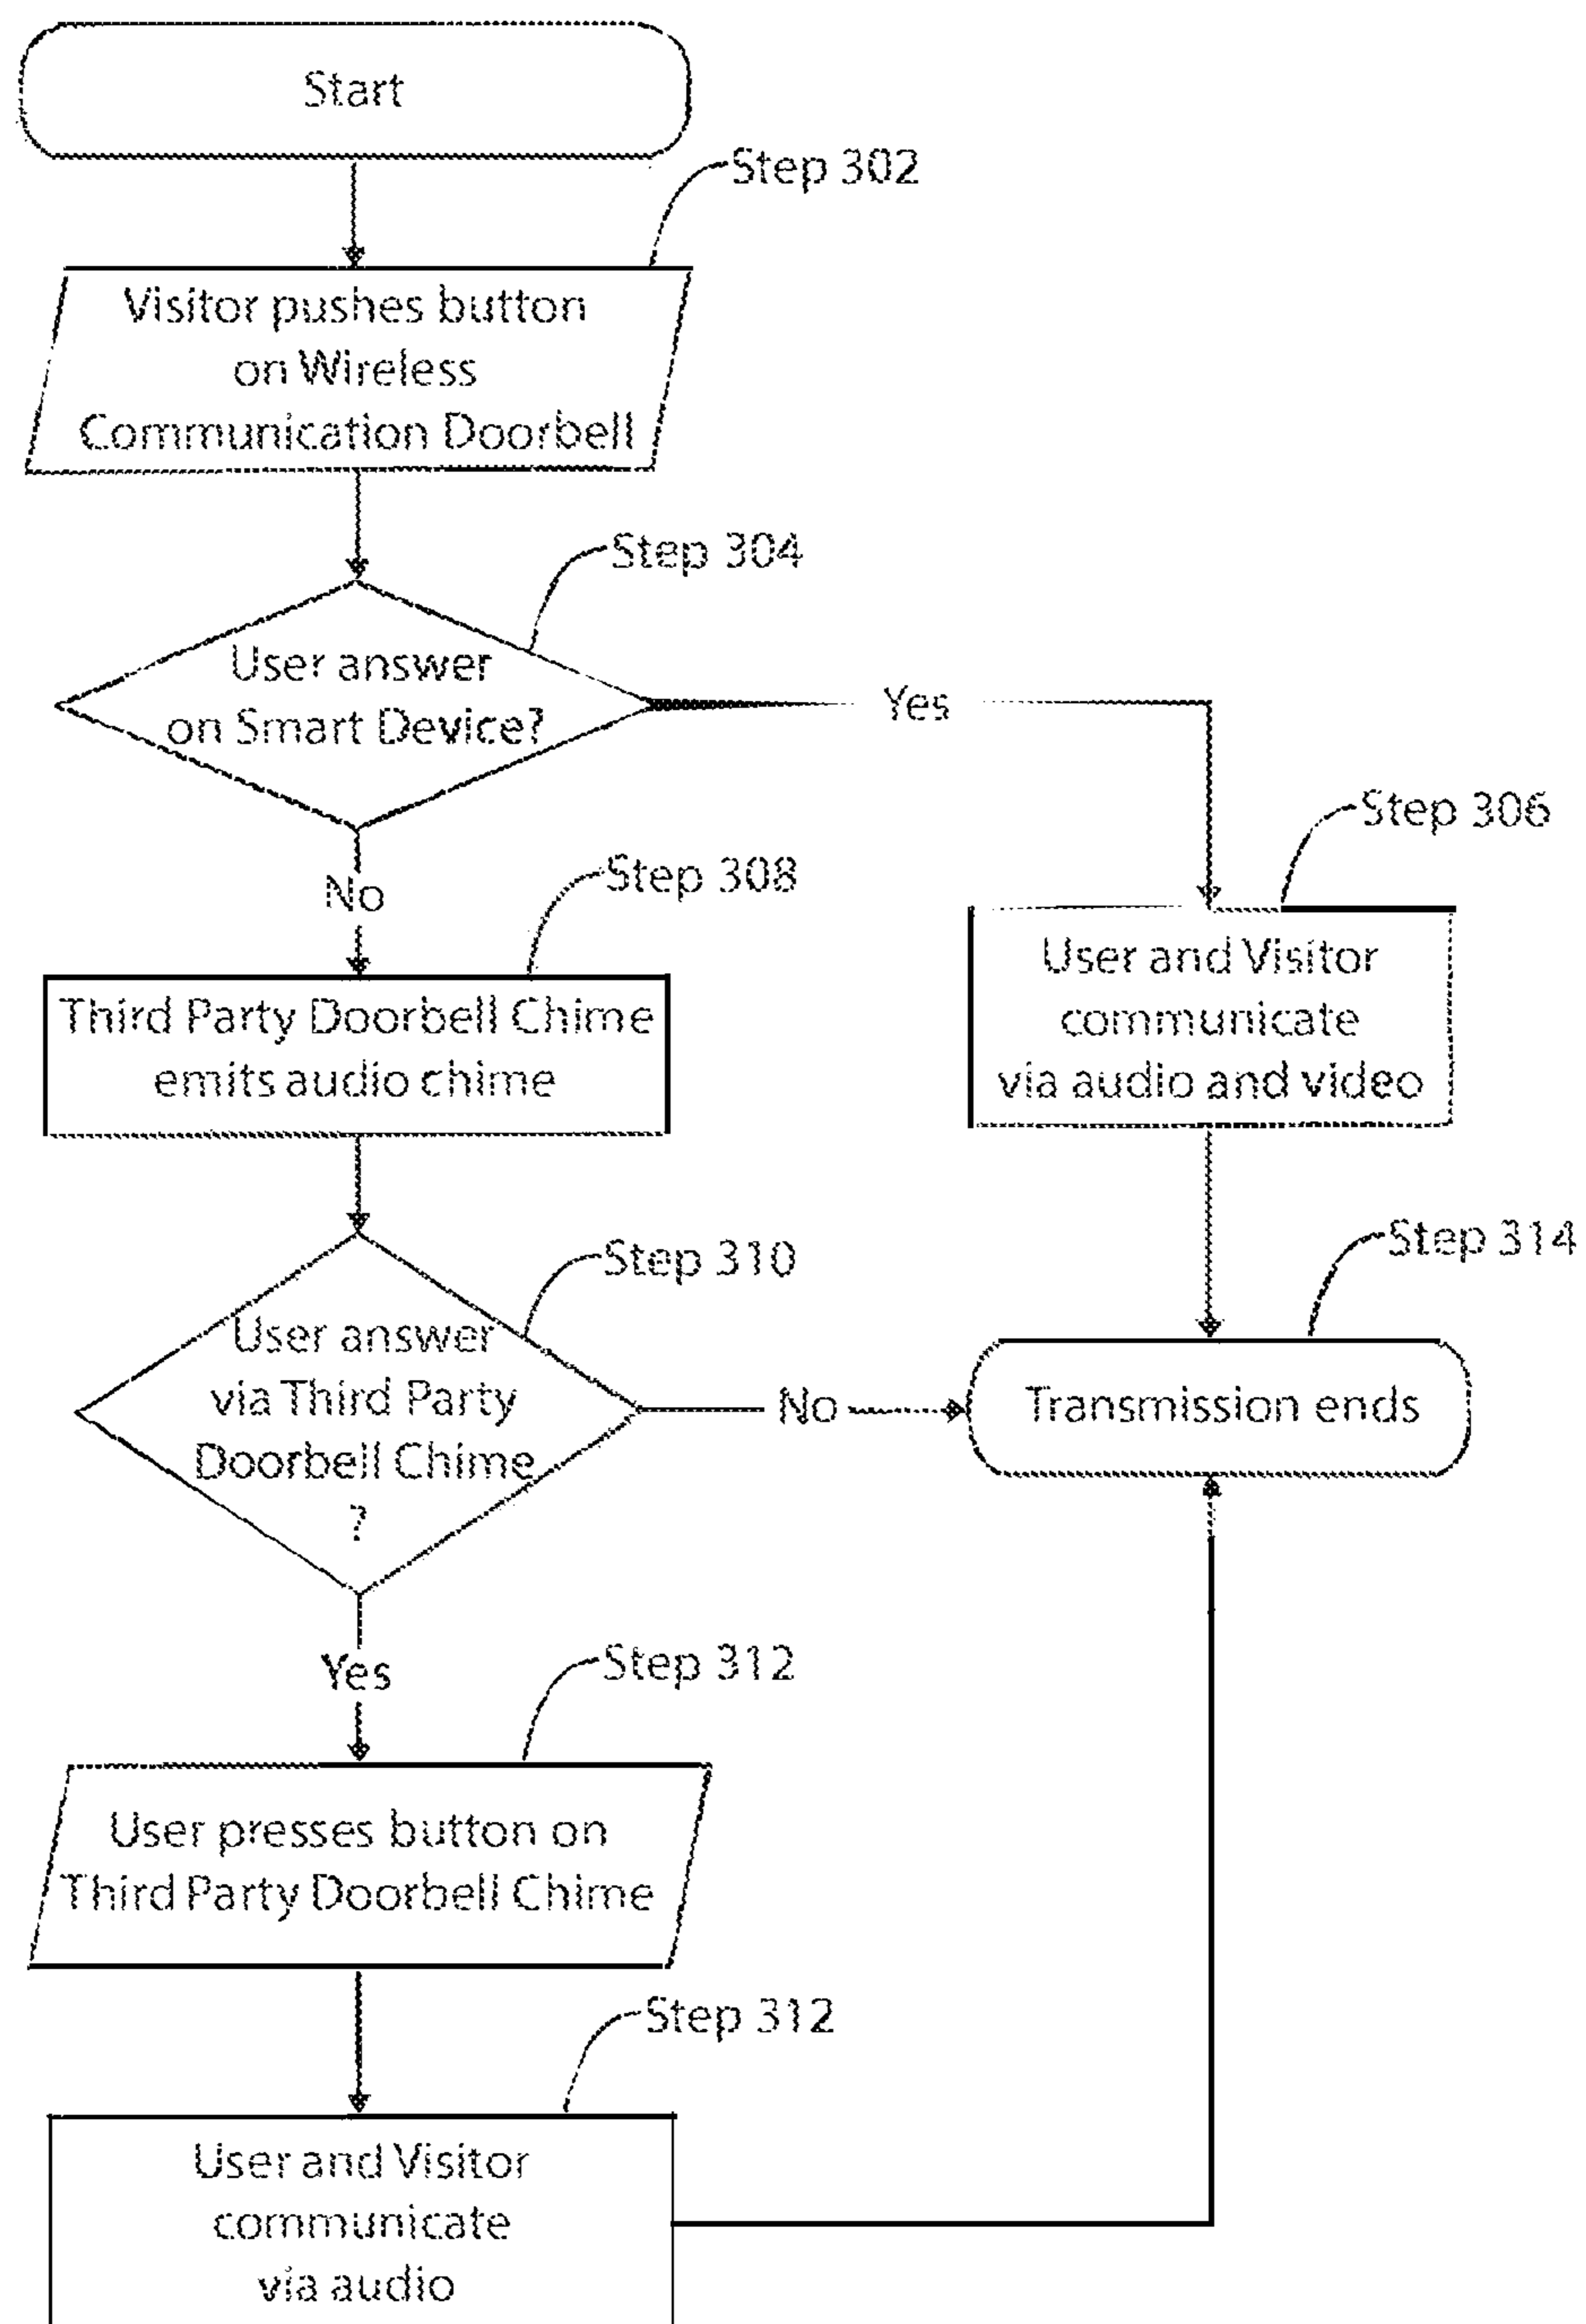 Start
Step 302
Visitor pushes button
on Wireless
Communication Doorbell
Step 304
User answer
on Smart Device?
Yes
Step 306
No
Step 308
User and Visitor
communicate
via audio and video
Third Party Doorbell Chime
emits audio chime
Step 314
Step 310
User answer
via Third Party
Doorbell Chime
?
No
Transmission ends
Yes
Step 312
User presses button on
Third Party Doorbell Chime
Step 312
User and Visitor
communicate
via audio